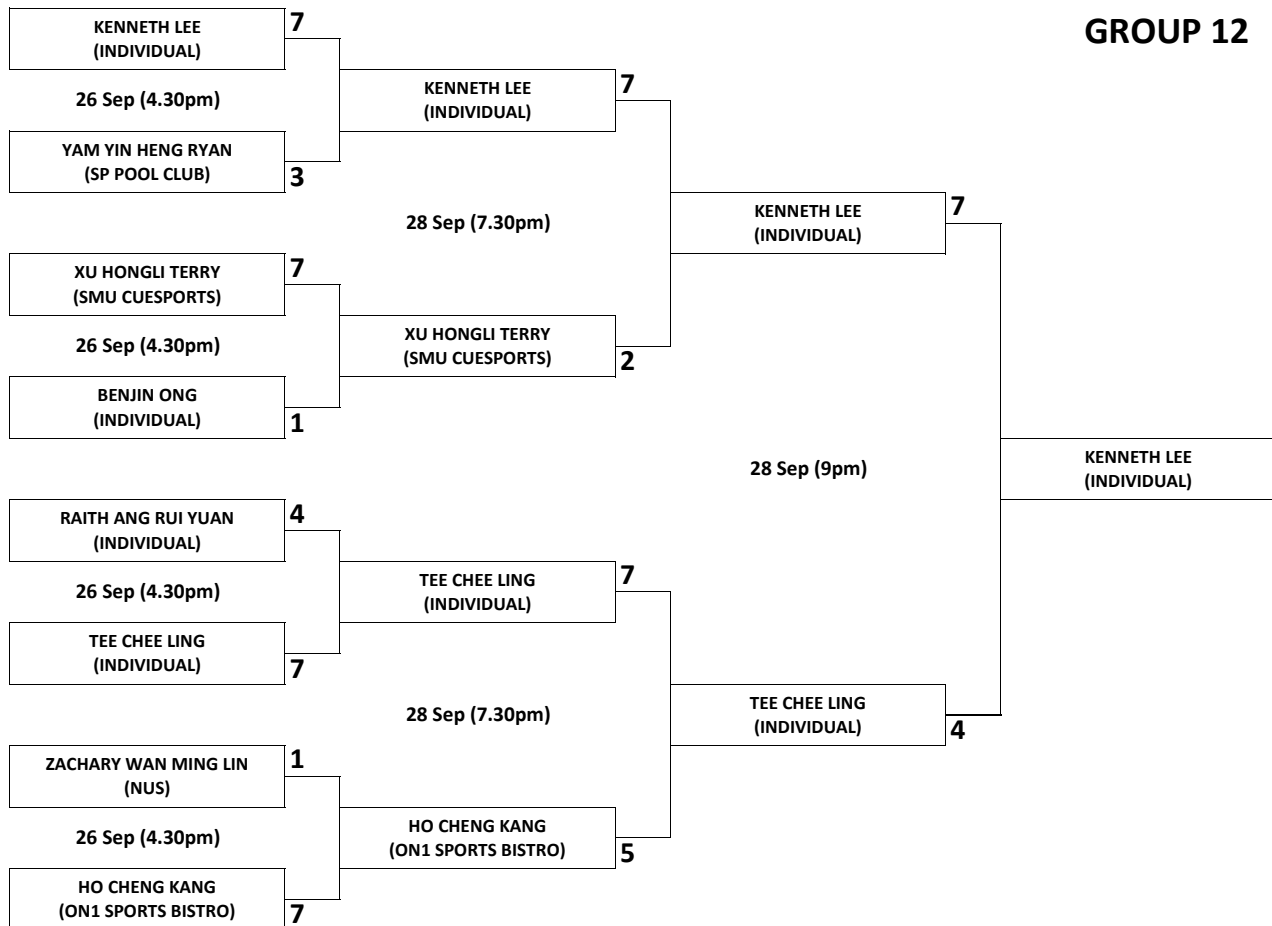 GROUP 12
KENNETH LEE
(INDIVIDUAL)
7
26 Sep (4.30pm)
YAM YIN HENG RYAN
(SP POOL CLUB)
3
KENNETH LEE
(INDIVIDUAL)
7
28 Sep (7.30pm)
XU HONGLI TERRY
(SMU CUESPORTS)
7
26 Sep (4.30pm)
BENJIN ONG
(INDIVIDUAL)
1
XU HONGLI TERRY
(SMU CUESPORTS)
2
KENNETH LEE
(INDIVIDUAL)
7
28 Sep (9pm)
KENNETH LEE
(INDIVIDUAL)
RAITH ANG RUI YUAN
(INDIVIDUAL)
4
26 Sep (4.30pm)
TEE CHEE LING
(INDIVIDUAL)
7
TEE CHEE LING
(INDIVIDUAL)
7
28 Sep (7.30pm)
ZACHARY WAN MING LIN
(NUS)
1
26 Sep (4.30pm)
HO CHENG KANG
(ON1 SPORTS BISTRO)
7
HO CHENG KANG
(ON1 SPORTS BISTRO)
5
TEE CHEE LING
(INDIVIDUAL)
4